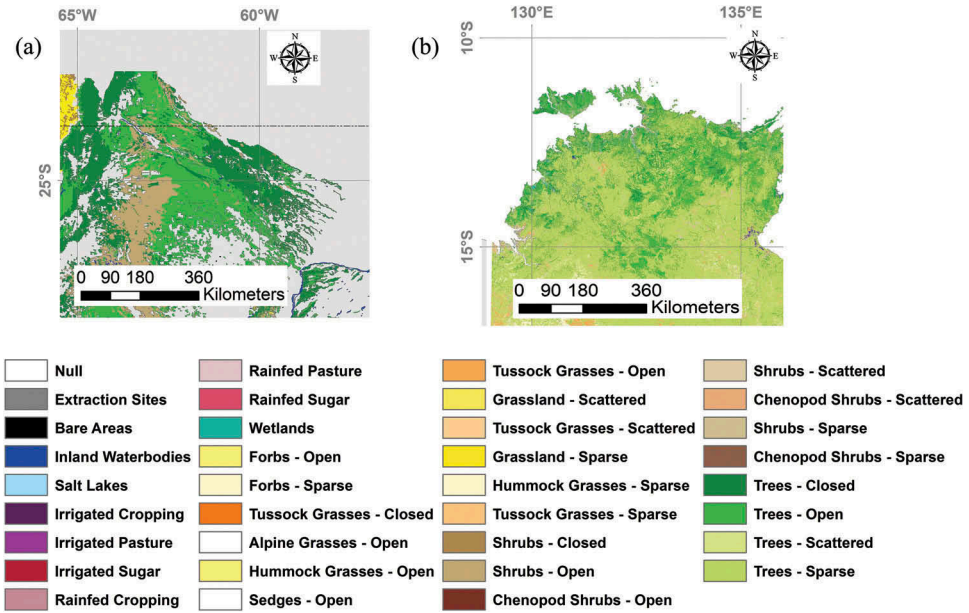 65°W 60°W
(a)
N
W E
S
25°S
0 90 180 360
Kilometers
130°E 135°E
(b)
10°S
N
W E
S
15°S
0 90 180 360
Kilometers
Null
Extraction Sites
Bare Areas
Inland Waterbodies
Salt Lakes
Irrigated Cropping
Irrigated Pasture
Irrigated Sugar
Rainfed Cropping
Rainfed Pasture
Rainfed Sugar
Wetlands
Forbs - Open
Forbs - Sparse
Tussock Grasses - Closed
Alpine Grasses - Open
Hummock Grasses - Open
Sedges - Open
Tussock Grasses - Open
Grassland - Scattered
Tussock Grasses - Scattered
Grassland - Sparse
Hummock Grasses - Sparse
Tussock Grasses - Sparse
Shrubs - Closed
Shrubs - Open
Chenopod Shrubs - Open
Shrubs - Scattered
Chenopod Shrubs - Scattered
Shrubs - Sparse
Chenopod Shrubs - Sparse
Trees - Closed
Trees - Open
Trees - Scattered
Trees - Sparse